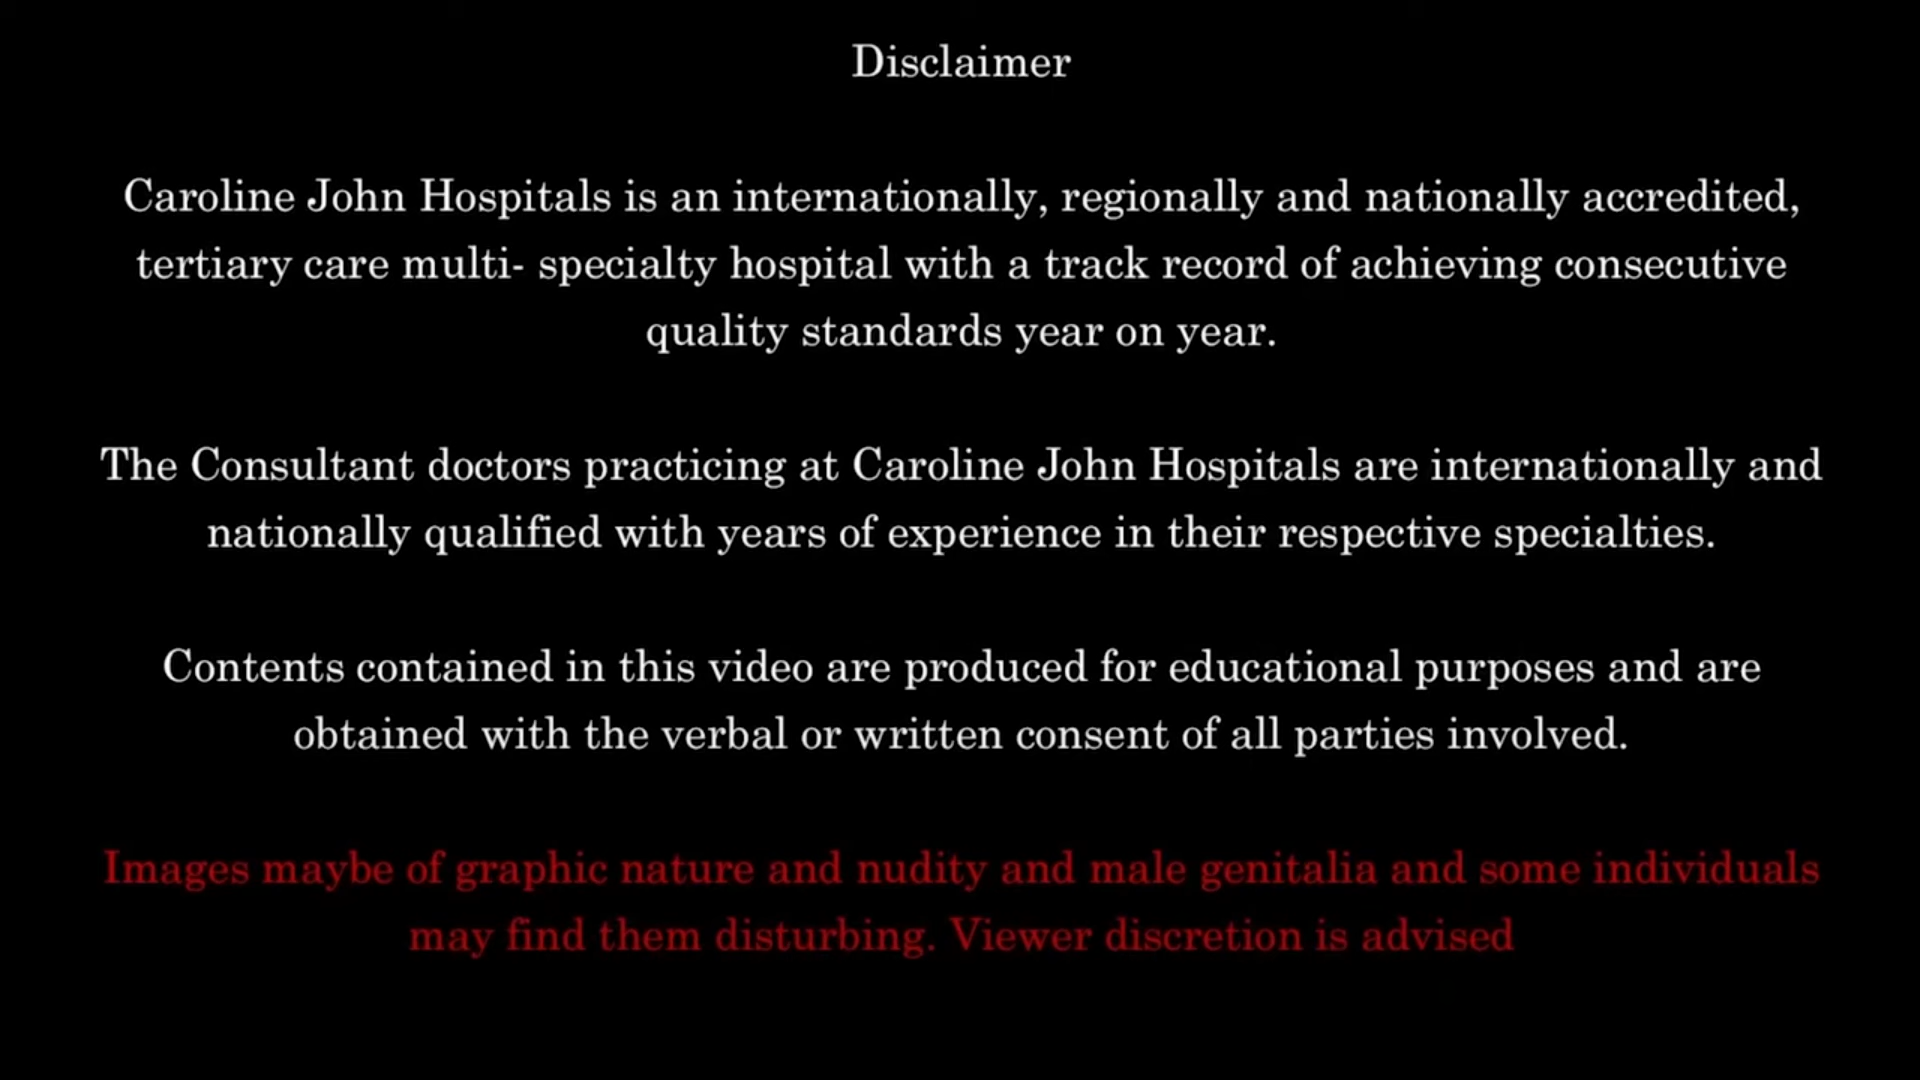 Disclaimer
Caroline John Hospitals is an internationally, regionally and nationally accredited,
tertiary care multi- specialty hospital with a track record of achieving consecutive
quality standards year on year.
The Consultant doctors practicing at Caroline John Hospitals are internationally and
nationally qualified with years of experience in their respective specialties.
Contents contained in this video are produced for educational purposes and are
obtained with the verbal or written consent of all parties involved.
Images maybe of graphic nature and nudity and male genitalia and some individuals
may find them disturbing. Viewer discretion is advised